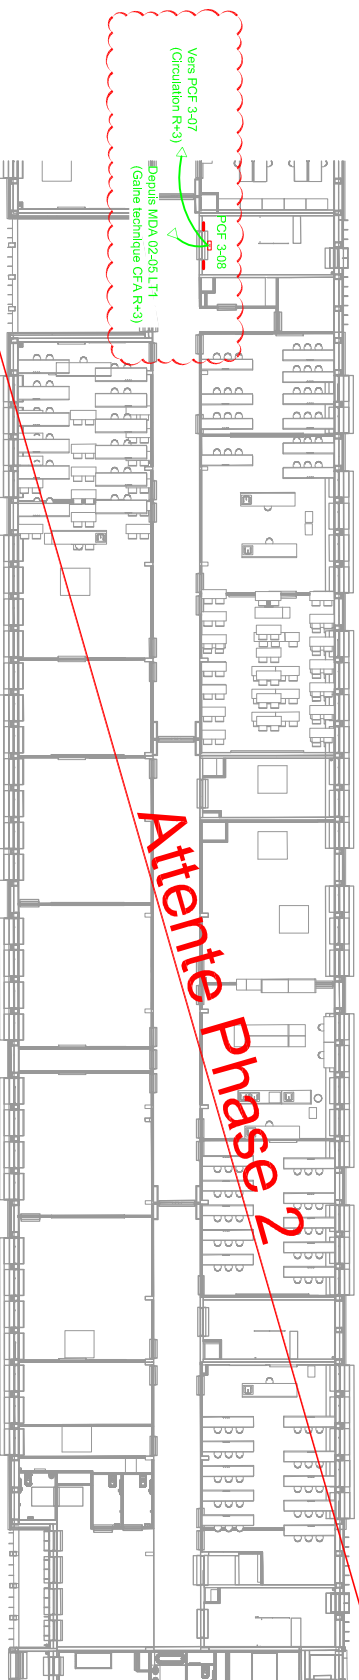 Vers PCF 3-07
(Circulation R+3)
PCF 3-08
Depuis MDA 02-05 LT1
(Gaine technique CFA R+3)
Attente Phase 2